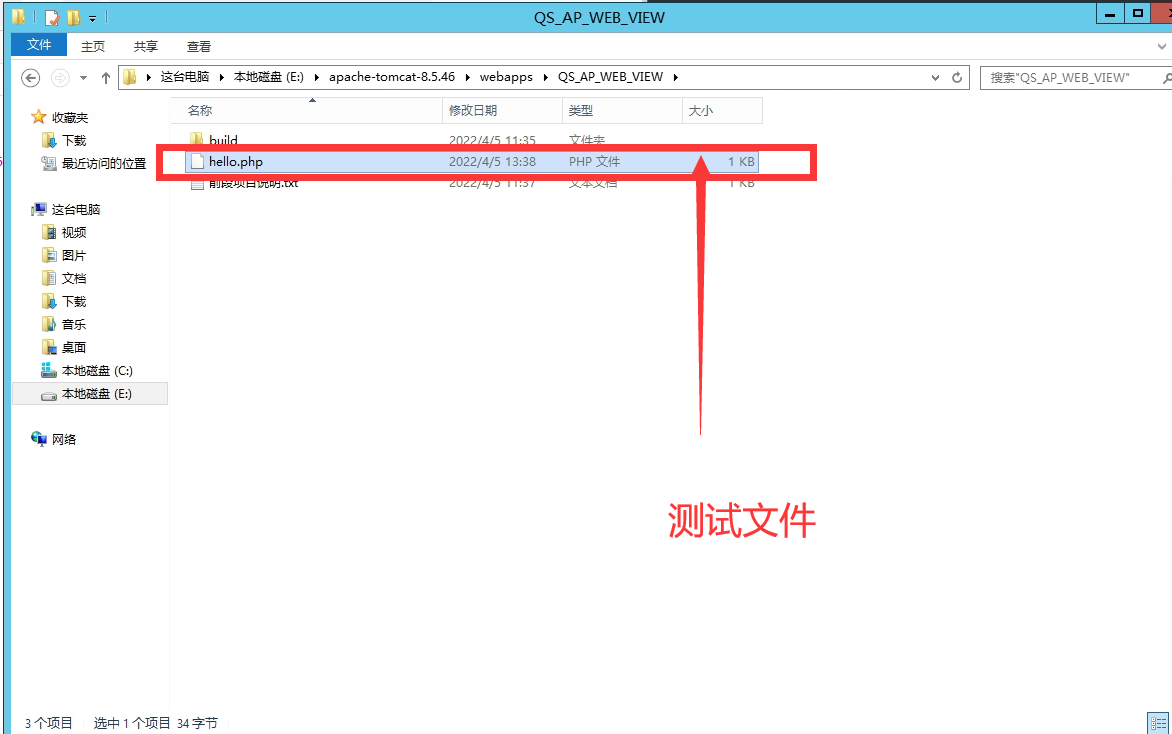 QS_AP_WEB_VIEW
文件 主页 共享 查看
这台电脑 本地磁盘 (E:) apache-tomcat-8.5.46 webapps QS_AP_WEB_VIEW 搜索"QS_AP_WEB_VIEW"
名称 修改日期 类型 大小
收藏夹
下载
最近访问的位置
这台电脑
视频
图片
文档
下载
音乐
桌面
本地磁盘 (C:)
本地磁盘 (E:)
网络
build 2022/4/5 11:35 文件夹
hello.php 2022/4/5 13:38 PHP 文件 1 KB
前段项目说明.txt 2022/4/5 11:37 文本文档 1 KB
测试文件
3 个项目 选中 1 个项目 34 字节